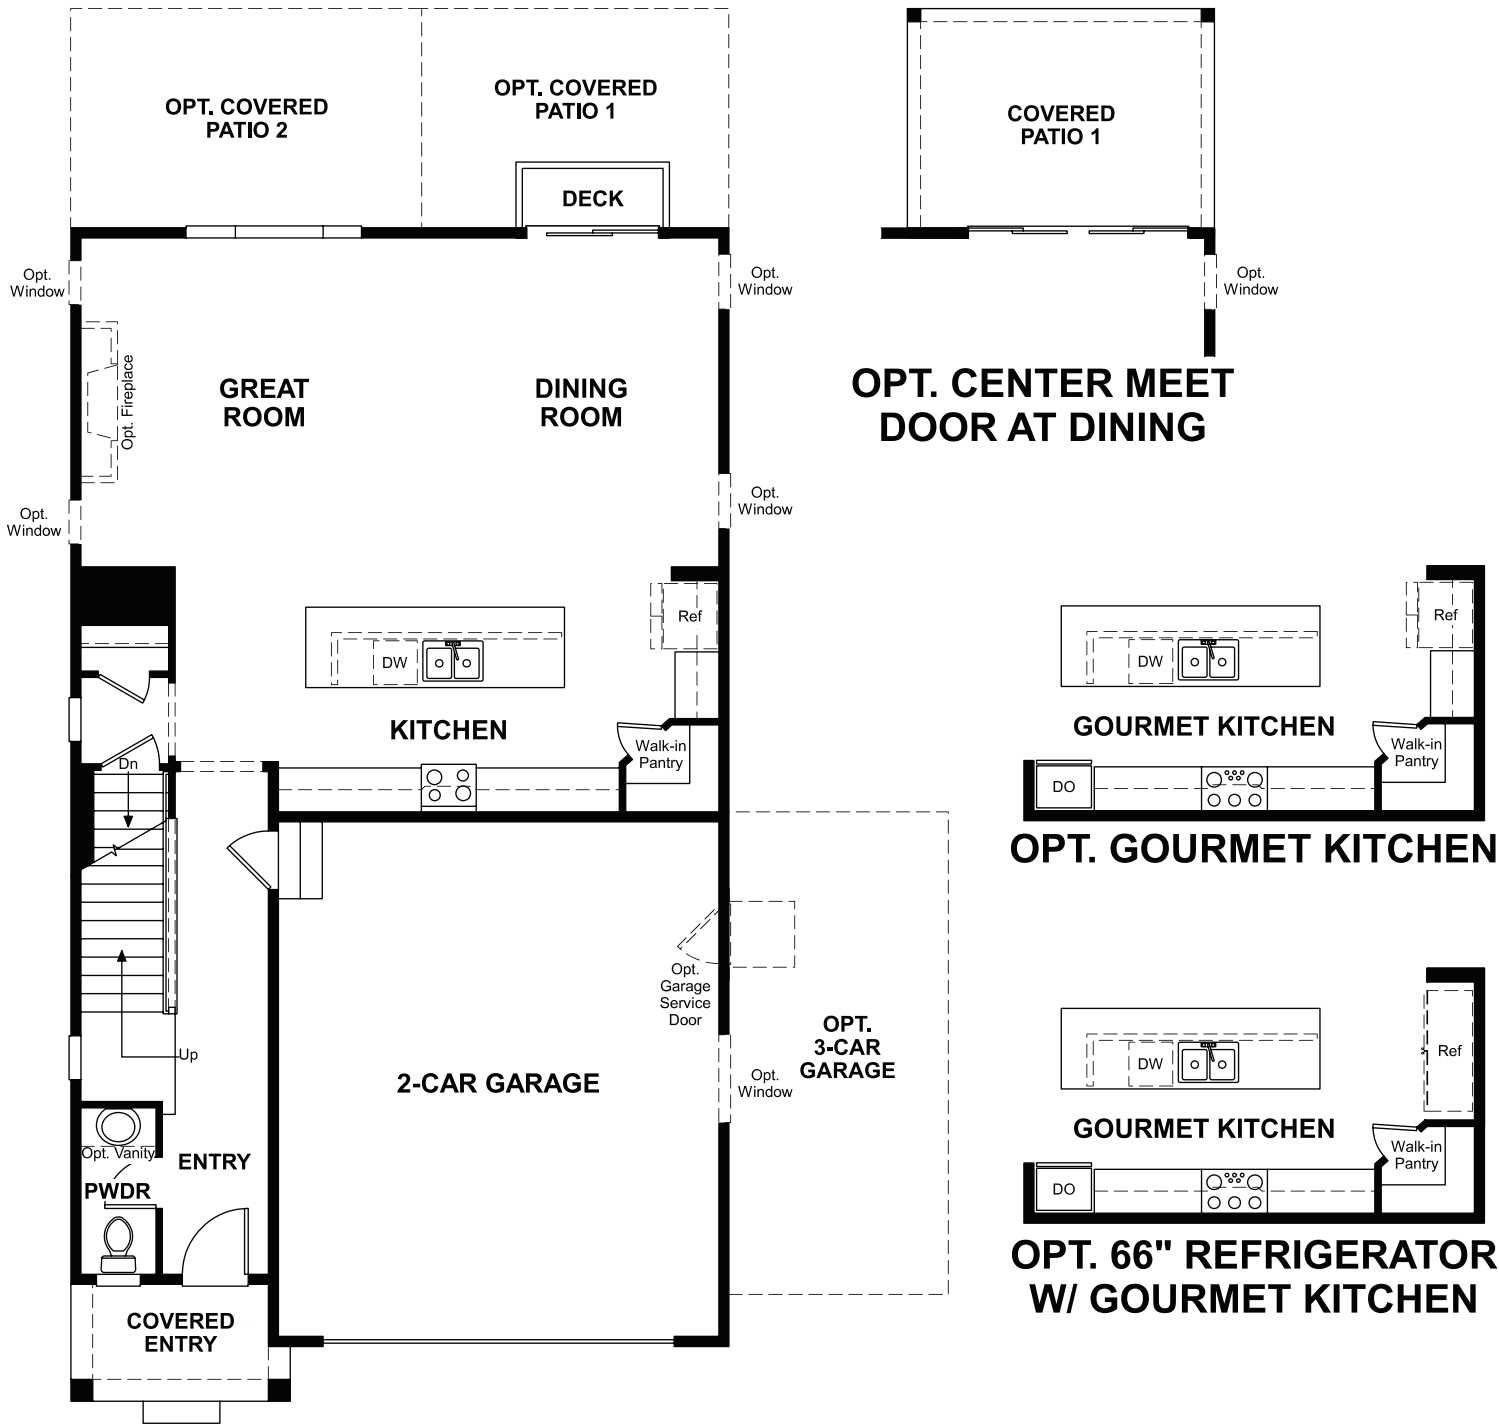 OPT. COVERED
PATIO 2
OPT. COVERED
PATIO 1
DECK
COVERED
PATIO 1
Opt.
Window
Opt.
Window
Opt.
Window
Opt. Fireplace
GREAT
ROOM
DINING
ROOM
OPT. CENTER MEET
DOOR AT DINING
Opt.
Window
Opt.
Window
Ref
DW
KITCHEN
Walk-in
Pantry
Dn
Ref
DW
GOURMET KITCHEN
Walk-in
Pantry
DO
OPT. GOURMET KITCHEN
Opt.
Garage
Service
Door
Up
2-CAR GARAGE
Opt.
Window
OPT.
3-CAR
GARAGE
Ref
DW
GOURMET KITCHEN
Walk-in
Pantry
DO
OPT. 66" REFRIGERATOR
W/ GOURMET KITCHEN
Opt. Vanity
PWDR
ENTRY
COVERED
ENTRY